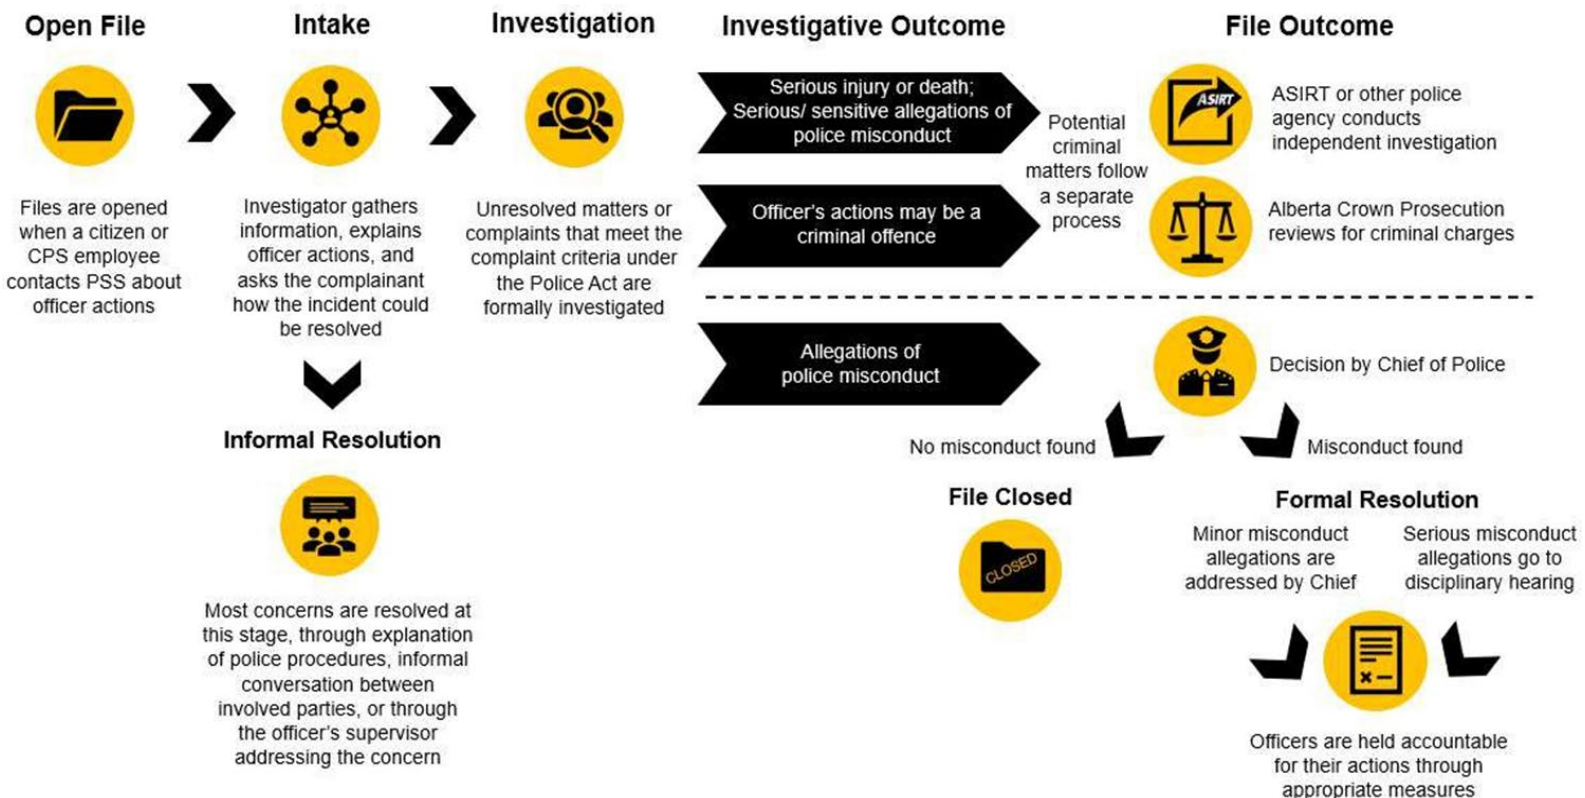 Open File
Files are opened
when a citizen or
CPS employee
contacts PSS about
officer actions
Intake
Investigator gathers
information, explains
officer actions, and
asks the complainant
how the incident could
be resolved
Informal Resolution
Most concerns are resolved at
this stage, through explanation
of police procedures, informal
conversation between
involved parties, or through
the officer's supervisor
addressing the concern
Investigation
Unresolved matters or
complaints that meet the
complaint criteria under
the Police Act are
formally investigated
Investigative Outcome
Serious injury or death;
Serious/ sensitive allegations of
police misconduct
Officer's actions may be a
criminal offence
Potential
criminal
matters follow
a separate
process
Allegations of
police misconduct
File Outcome
ASIRT
ASIRT or other police
agency conducts
independent investigation
Alberta Crown Prosecution
reviews for criminal charges
Decision by Chief of Police
No misconduct found
Misconduct found
File Closed
CLOSED
Formal Resolution
Minor misconduct
allegations are
addressed by Chief
Serious misconduct
allegations go to
disciplinary hearing
Officers are held accountable
for their actions through
appropriate measures